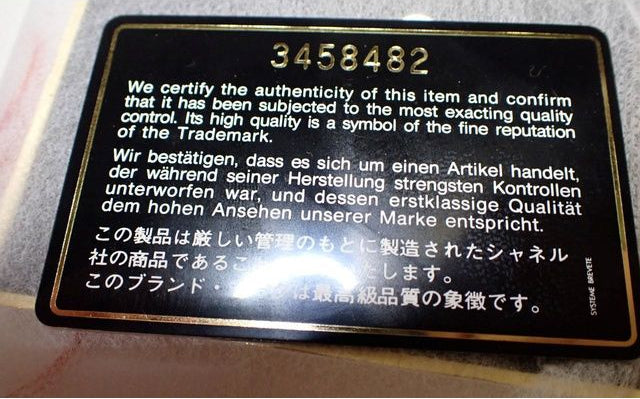 3458482
We certify the authenticity of this item and confirm
that it has been subjected to the most exacting quality
control. Its high quality is a symbol of the fine reputation
of the Trademark.
Wir bestätigen, dass es sich um einen Artikel handelt,
der während seiner Herstellung strengsten Kontrollen
unterworfen war, und dessen erstklassige Qualität
dem hohen Ansehen unserer Marke entspricht.
この製品は厳しい管理のもとに製造されたシャネル
社の商品であるこ たします。
このブランド・ は最高級品質の象徴です。
SYSTEME BREVETE